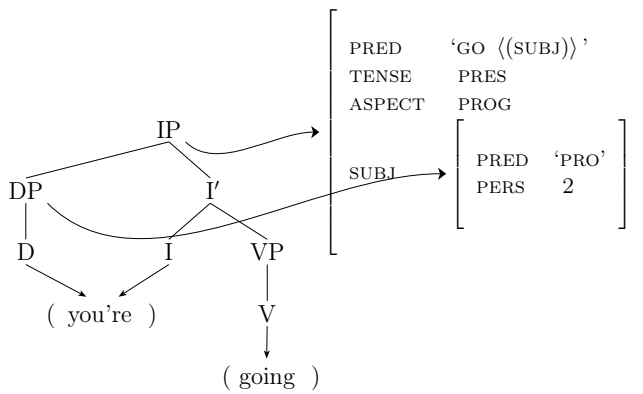 PRED ‘GO ⟨(SUBJ)⟩’
TENSE PRES
ASPECT PROG
IP
SUBJ
PRED ‘PRO’
PERS 2
DP I′
D I VP
( you're ) V
( going )